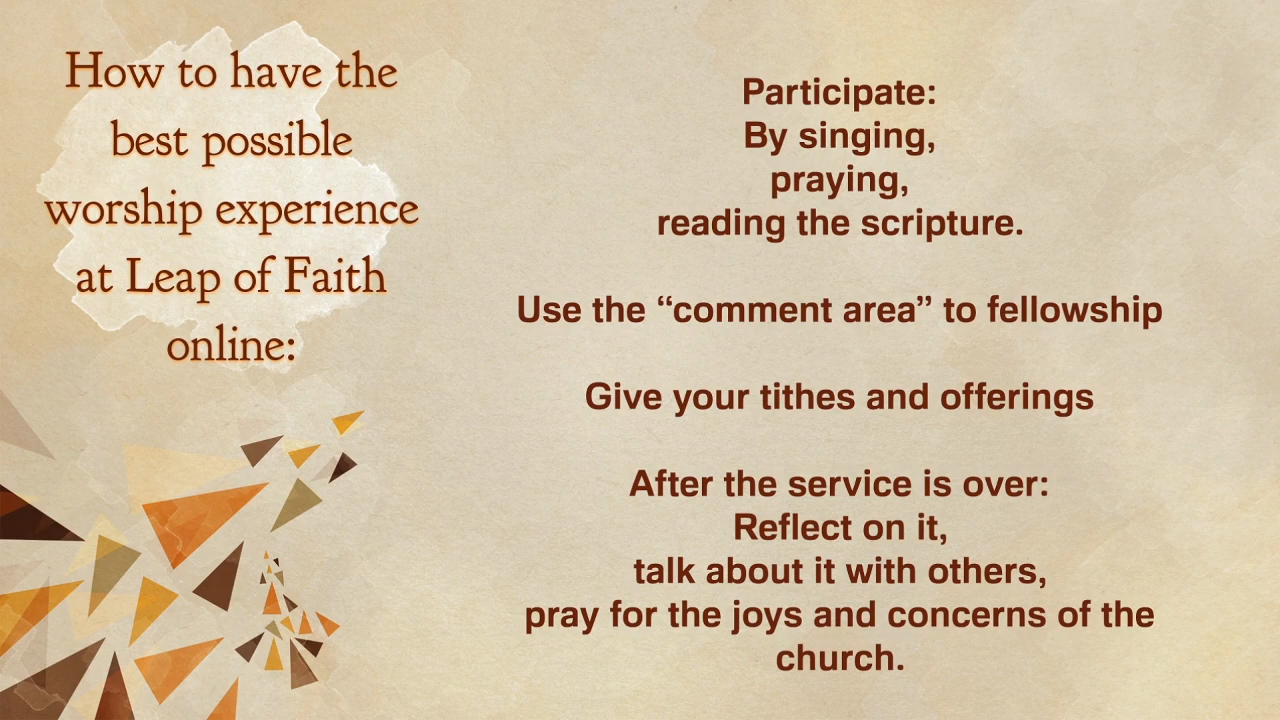 How to have the
best possible
worship experience
at Leap of Faith
online:
Participate:
By singing,
praying,
reading the scripture.
Use the “comment area” to fellowship
Give your tithes and offerings
After the service is over:
Reflect on it,
talk about it with others,
pray for the joys and concerns of the
church.